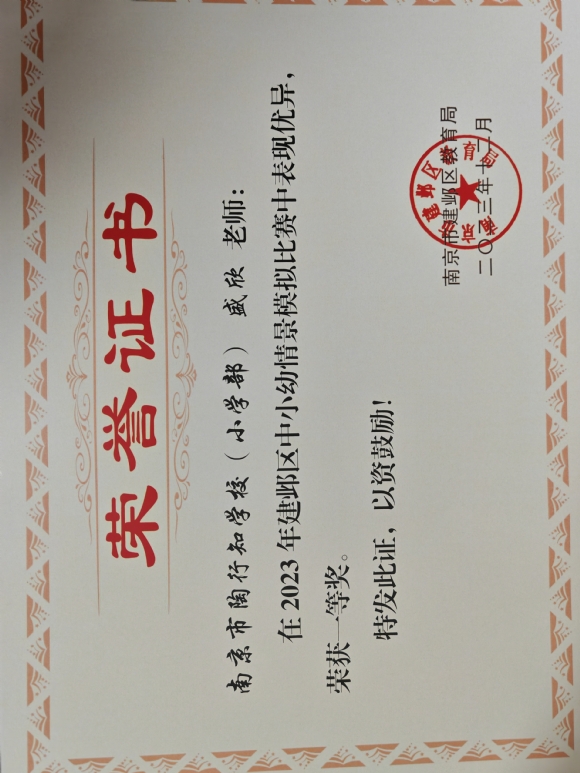 荣誉证书
南京市陶行知学校（小学部）盛欣 老师：
在2023年建邺区中小幼情景模拟比赛中表现优异，
荣获一等奖。
特发此证，以资鼓励！
南京市建邺区教育局
二〇二三年十二月